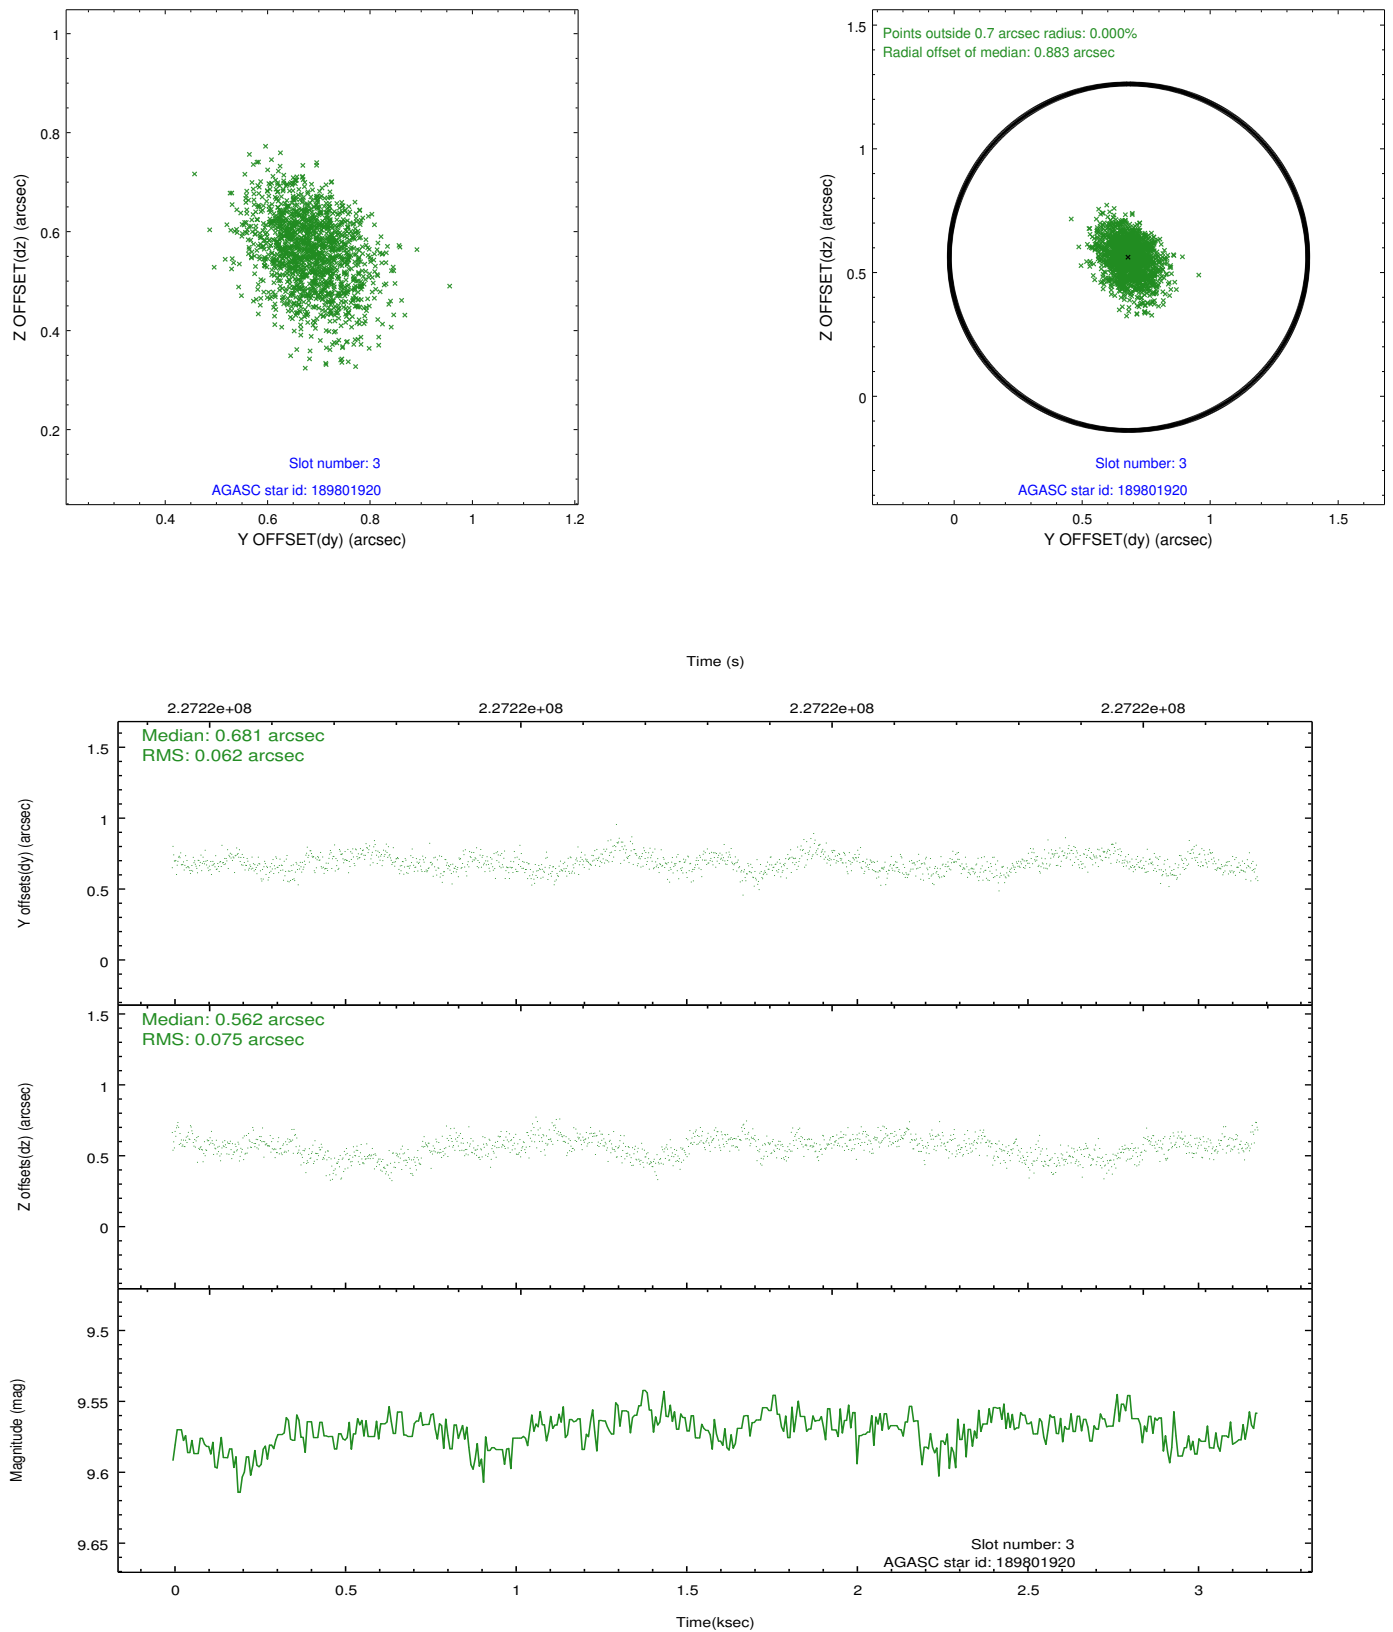 1
0.8
0.6
0.4
0.2
Z OFFSET(dz) (arcsec)
Slot number: 3
AGASC star id: 189801920
0.4 0.6 0.8 1 1.2
Y OFFSET(dy) (arcsec)
Points outside 0.7 arcsec radius: 0.000%
Radial offset of median: 0.883 arcsec
1.5
1
0.5
0
Z OFFSET(dz) (arcsec)
Slot number: 3
AGASC star id: 189801920
0 0.5 1 1.5
Y OFFSET(dy) (arcsec)
Time (s)
2.2722e+08 2.2722e+08 2.2722e+08 2.2722e+08
Median: 0.681 arcsec
RMS: 0.062 arcsec
1.5
1
0.5
0
Y offsets(dy) (arcsec)
Median: 0.562 arcsec
RMS: 0.075 arcsec
1.5
1
0.5
0
Z offsets(dz) (arcsec)
9.5
9.55
9.6
9.65
Magnitude (mag)
Slot number: 3
AGASC star id: 189801920
0 0.5 1 1.5 2 2.5 3
Time(ksec)